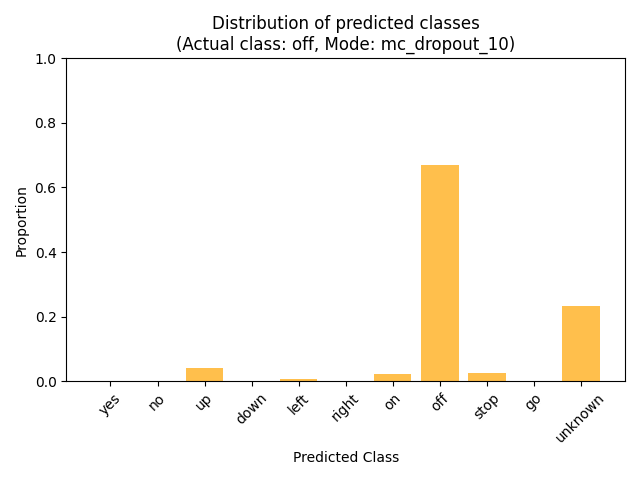 Distribution of predicted classes
(Actual class: off, Mode: mc_dropout_10)
1.0
0.8
0.6
0.4
0.2
0.0
Proportion
yes
no
up
down
left
right
on
off
stop
go
unknown
Predicted Class